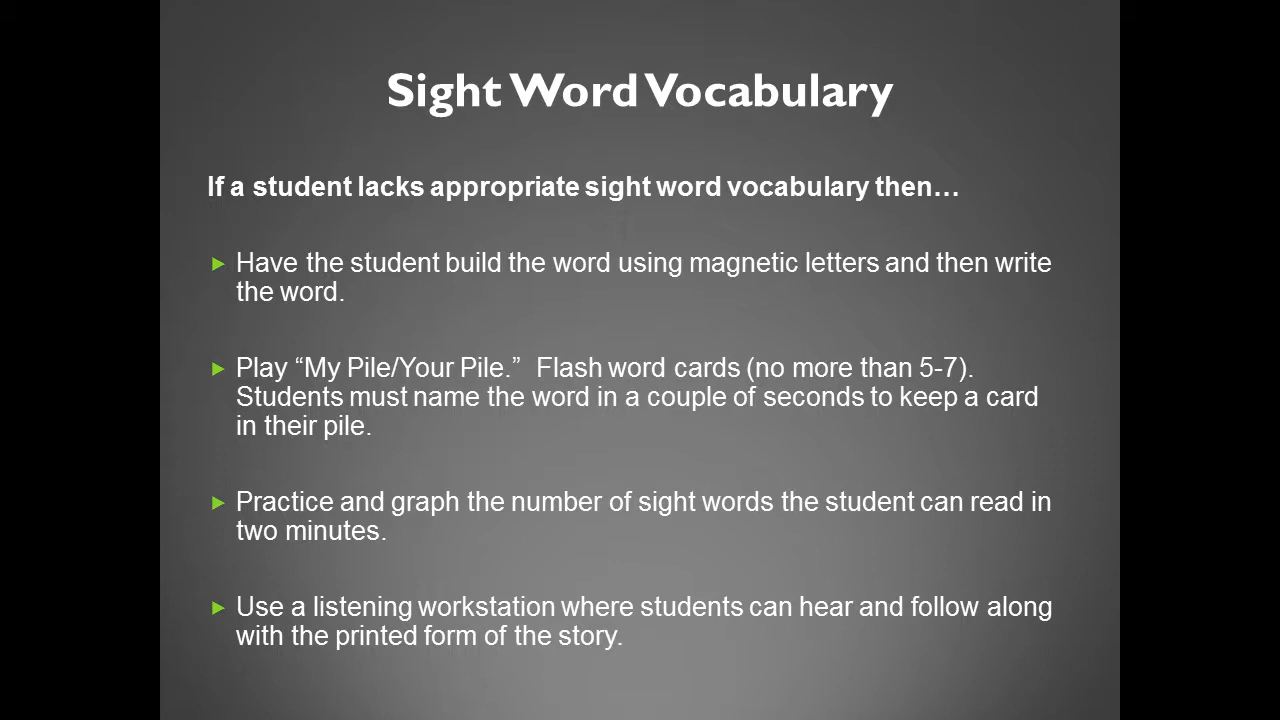 Sight Word Vocabulary
If a student lacks appropriate sight word vocabulary then…
Have the student build the word using magnetic letters and then write
the word.
Play “My Pile/Your Pile.”  Flash word cards (no more than 5-7).
Students must name the word in a couple of seconds to keep a card
in their pile.
Practice and graph the number of sight words the student can read in
two minutes.
Use a listening workstation where students can hear and follow along
with the printed form of the story.